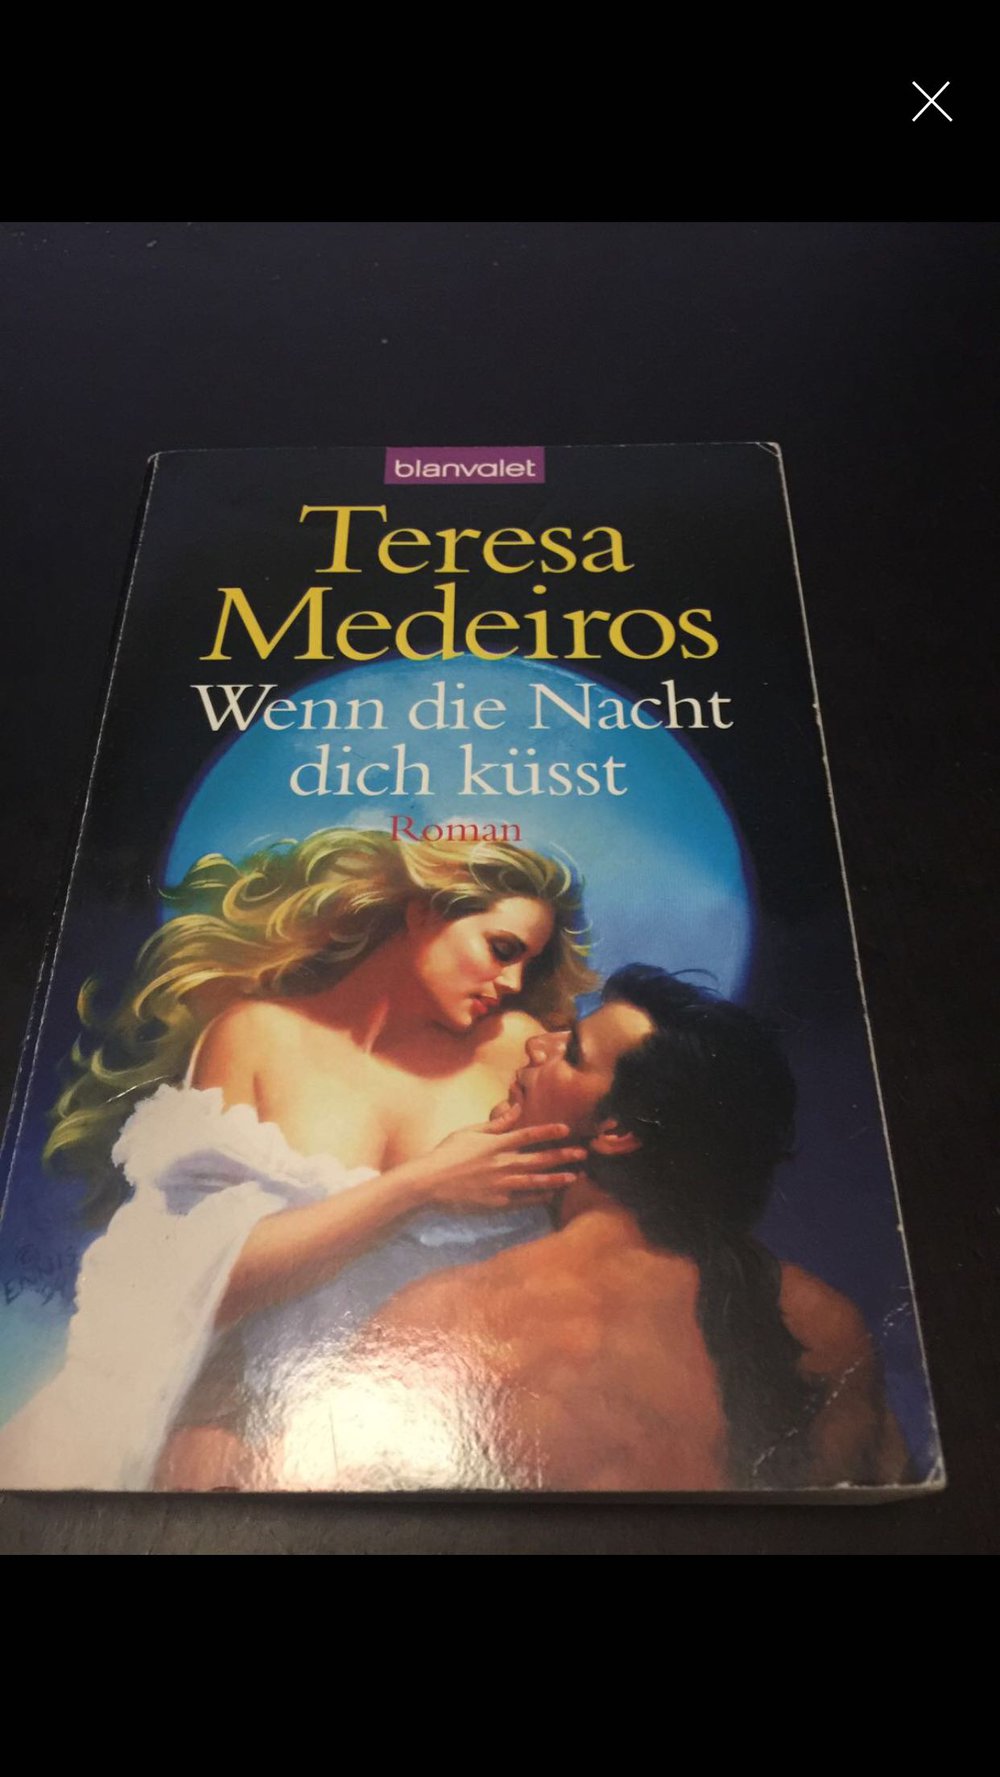 blanvalet
Teresa
Medeiros
Wenn die Nacht
dich küsst
Roman